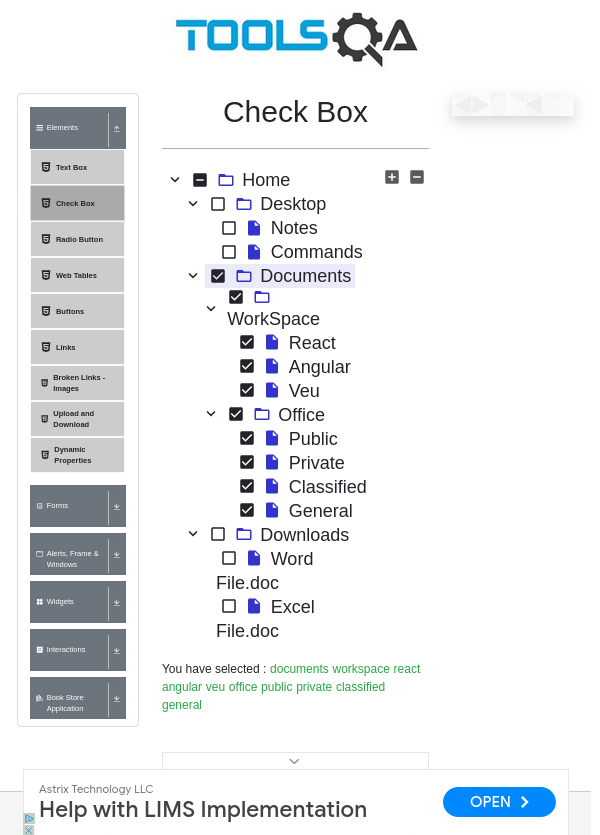 TOOLSQA
Elements
Text Box
Check Box
Radio Button
Web Tables
Buttons
Links
Broken Links -
Images
Upload and
Download
Dynamic
Properties
Forms
Alerts, Frame &
Windows
Widgets
Interactions
Book Store
Application
Check Box
Home
Desktop
Notes
Commands
Documents
WorkSpace
React
Angular
Veu
Office
Public
Private
Classified
General
Downloads
Word
File.doc
Excel
File.doc
You have selected : documents workspace react
angular veu office public private classified
general
Astrix Technology LLC
Help with LIMS Implementation
OPEN